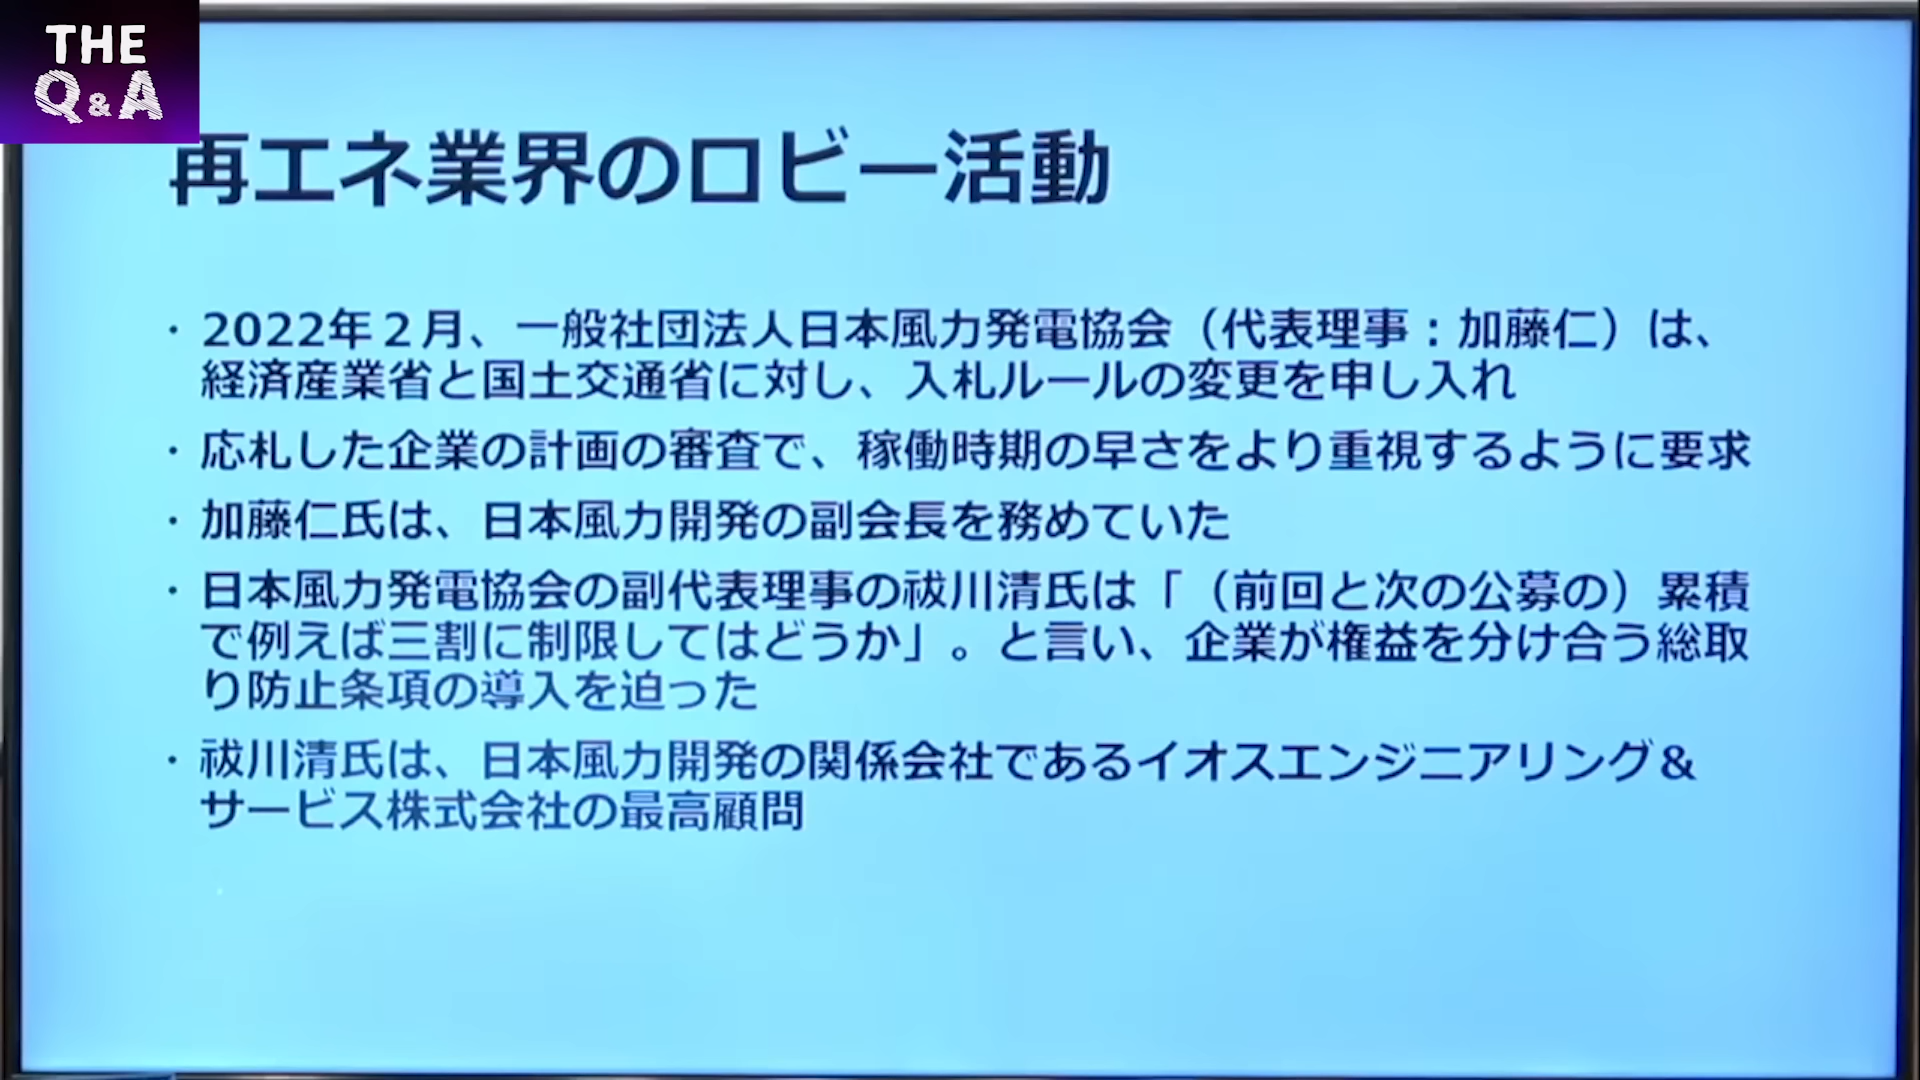 THE
Q&A
再エネ業界のロビー活動
・2022年２月、一般社団法人日本風力発電協会（代表理事：加藤仁）は、
経済産業省と国土交通省に対し、入札ルールの変更を申し入れ
・応札した企業の計画の審査で、稼働時期の早さをより重視するように要求
・加藤仁氏は、日本風力開発の副会長を務めていた
・日本風力発電協会の副代表理事の祓川清氏は「（前回と次の公募の）累積
で例えば三割に制限してはどうか」。と言い、企業が権益を分け合う総取
り防止条項の導入を迫った
・祓川清氏は、日本風力開発の関係会社であるイオスエンジニアリング＆
サービス株式会社の最高顧問